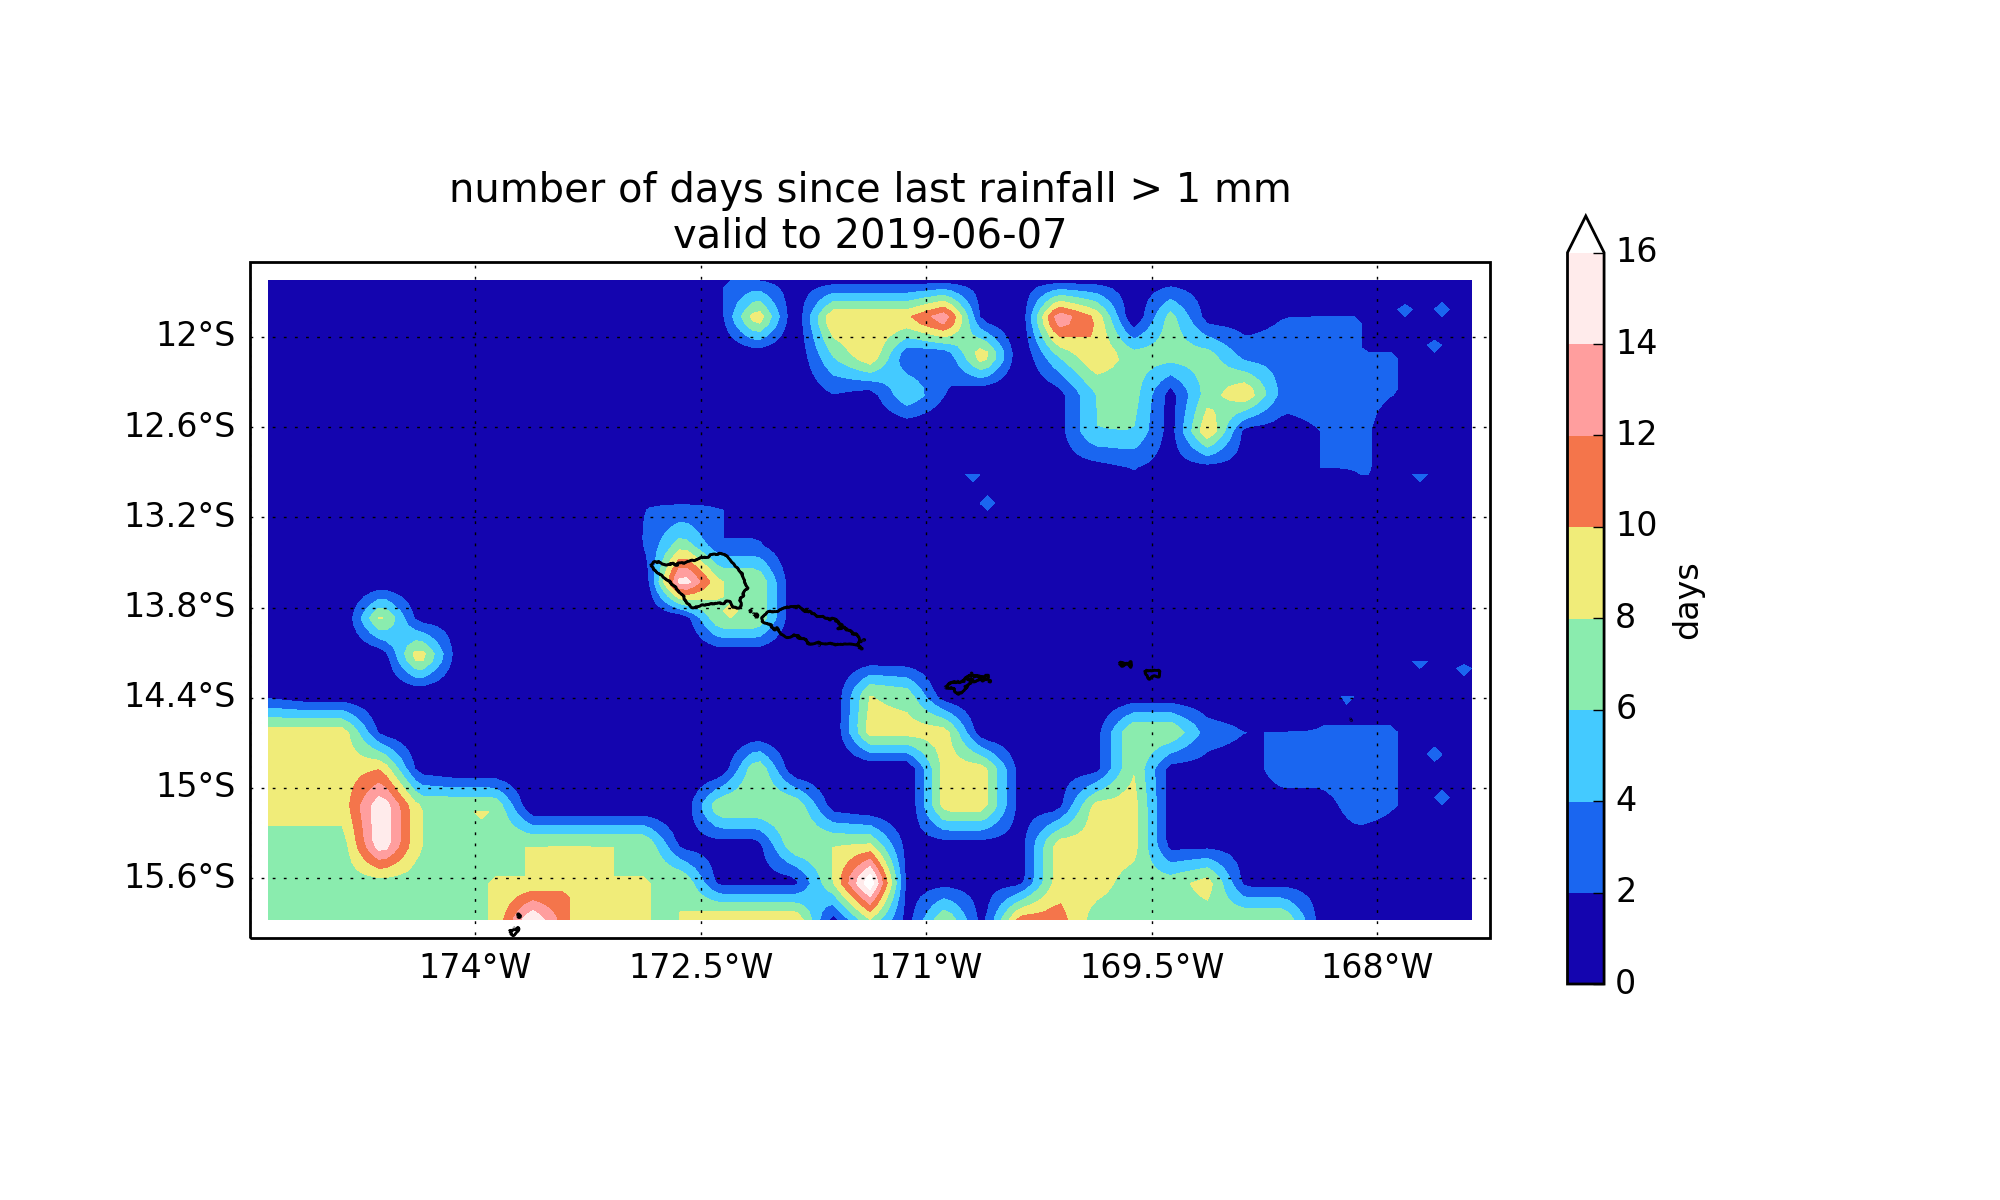 number of days since last rainfall > 1 mm
valid to 2019-06-07
12°S
12.6°S
13.2°S
13.8°S
14.4°S
15°S
15.6°S
174°W
172.5°W
171°W
169.5°W
168°W
16
14
12
10
8
6
4
2
0
days